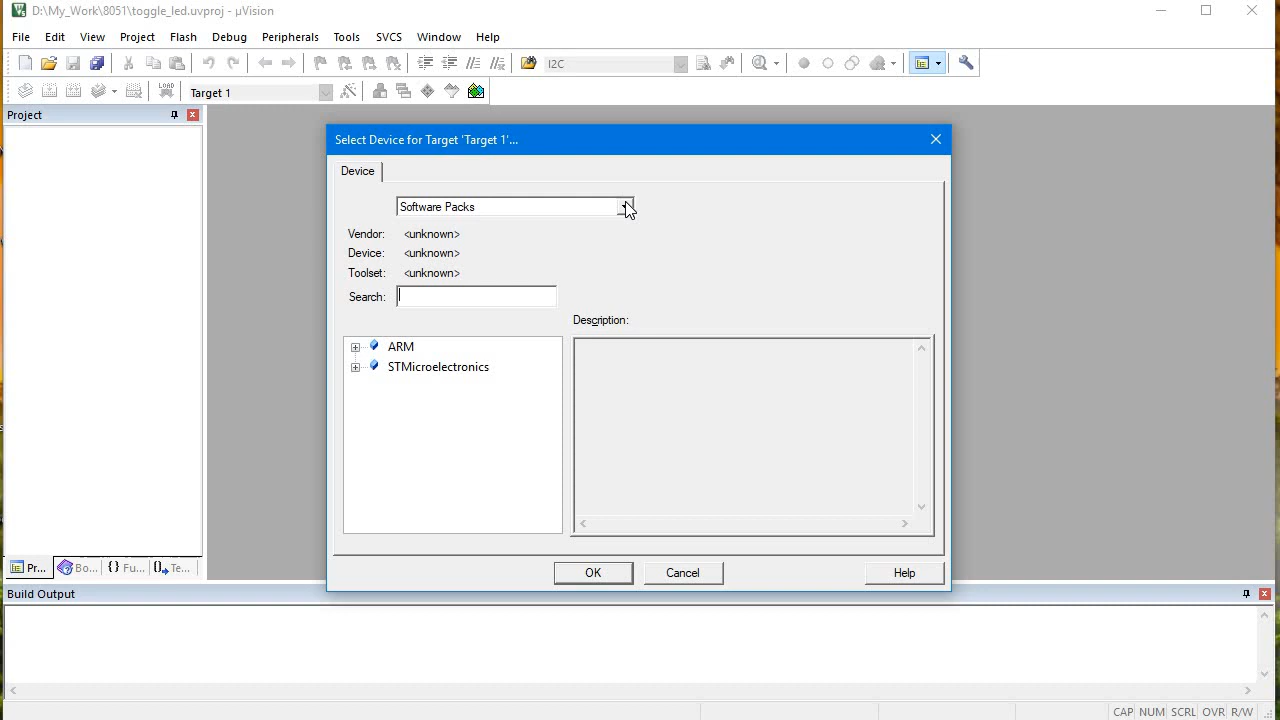 D:\My_Work\8051\toggle_led.uvproj - µVision
File Edit View Project Flash Debug Peripherals Tools SVCS Window Help
I2C
LOAD
Target 1
Project
Select Device for Target 'Target 1'...
Device
Software Packs
Vendor: <unknown>
Device: <unknown>
Toolset: <unknown>
Search:
Description:
ARM
STMicroelectronics
OK Cancel Help
Pr... Bo... {} Fu... Te...
Build Output
CAP NUM SCRL OVR R/W